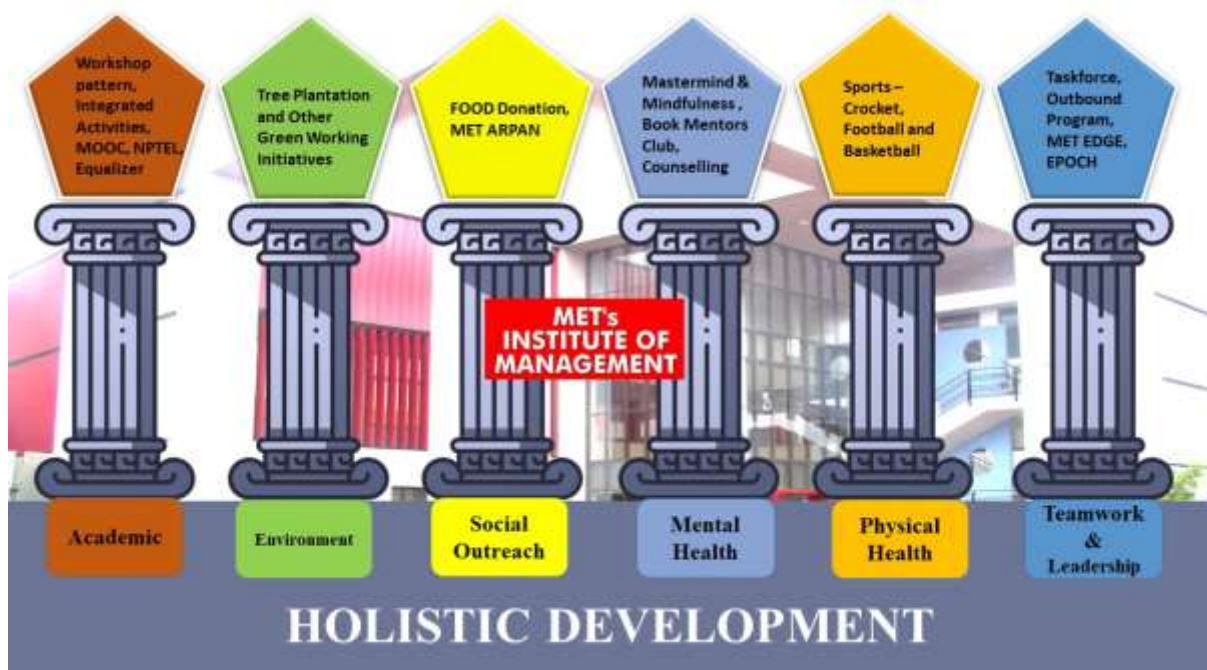 Workshop
pattern,
Integrated
Activities,
MOOC, NPTEL,
Equalizer
Tree Plantation
and Other
Green Working
Initiatives
FOOD Donation,
MET ARPAN
Mastermind &
Mindfulness ,
Book Mentors
Club,
Counselling
Sports –
Crocket,
Football and
Basketball
Taskforce,
Outbound
Program,
MET EDGE,
EPOCH
MET's
INSTITUTE OF
MANAGEMENT
Academic
Environment
Social
Outreach
Mental
Health
Physical
Health
Teamwork
&
Leadership
HOLISTIC DEVELOPMENT